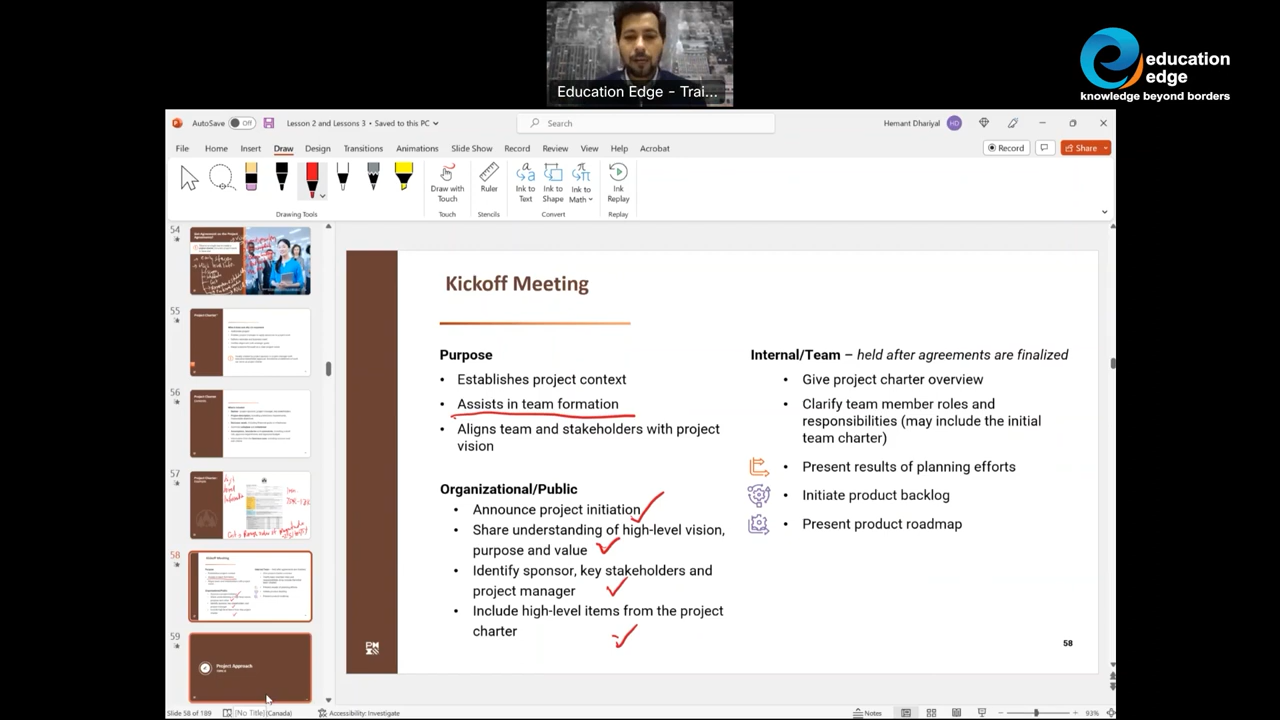 education
edge
knowledge beyond borders
Education Edge - Trai...
AutoSave Off Lesson 2 and Lessons 3 • Saved to this PC Search Hemant Dhariyal HD
File Home Insert Draw Design Transitions Animations Slide Show Record Review View Help Acrobat Record Share
Draw with
Touch
Ruler
Ink to
Text
Ink to
Shape
Ink to
Math
Ink
Replay
Drawing Tools Touch Stencils Convert Replay
54
55
56
57
58
Kickoff Meeting
59
Project Approach
Kickoff Meeting
Purpose
• Establishes project context
• Assists in team formation
• Aligns team and stakeholders with project
vision
Organizational/Public
• Announce project initiation
• Share understanding of high-level vision,
purpose and value
• Identify sponsor, key stakeholders and
project manager
• Include high-level items from the project
charter
Internal/Team – held after agreements are finalized
• Give project charter overview
• Clarify team member roles and
responsibilities (may include the initial
team charter)
• Present results of planning efforts
• Initiate product backlog
• Present product roadmap
58
Slide 58 of 189 [No Title] (Canada) Accessibility: Investigate Notes 93%